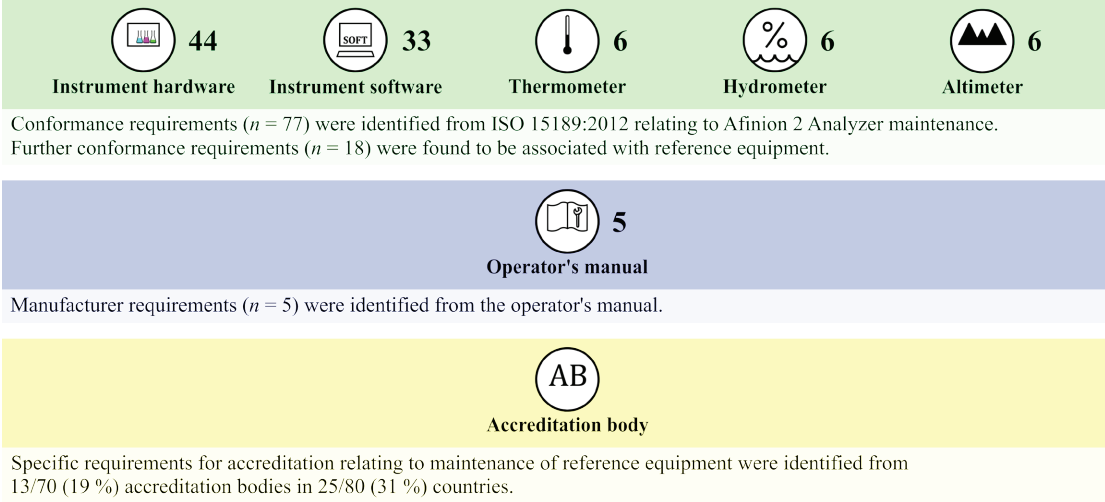 44 SOFT 33 6 % 6 6
Instrument hardware Instrument software Thermometer Hydrometer Altimeter
Conformance requirements (n = 77) were identified from ISO 15189:2012 relating to Afinion 2 Analyzer maintenance.
Further conformance requirements (n = 18) were found to be associated with reference equipment.
5
Operator's manual
Manufacturer requirements (n = 5) were identified from the operator's manual.
AB
Accreditation body
Specific requirements for accreditation relating to maintenance of reference equipment were identified from
13/70 (19 %) accreditation bodies in 25/80 (31 %) countries.